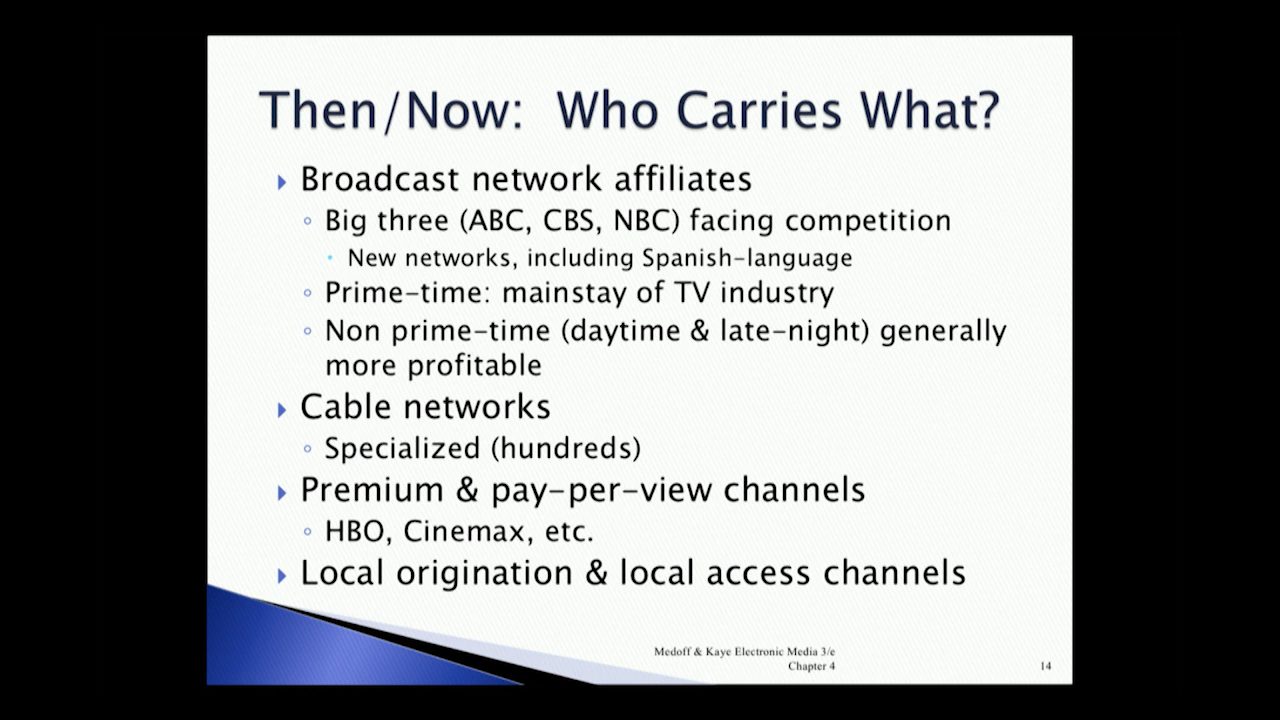 Then/Now: Who Carries What?
Broadcast network affiliates
Big three (ABC, CBS, NBC) facing competition
New networks, including Spanish-language
Prime-time: mainstay of TV industry
Non prime-time (daytime & late-night) generally
more profitable
Cable networks
Specialized (hundreds)
Premium & pay-per-view channels
HBO, Cinemax, etc.
Local origination & local access channels
Medoff & Kaye Electronic Media 3/e
Chapter 4
14